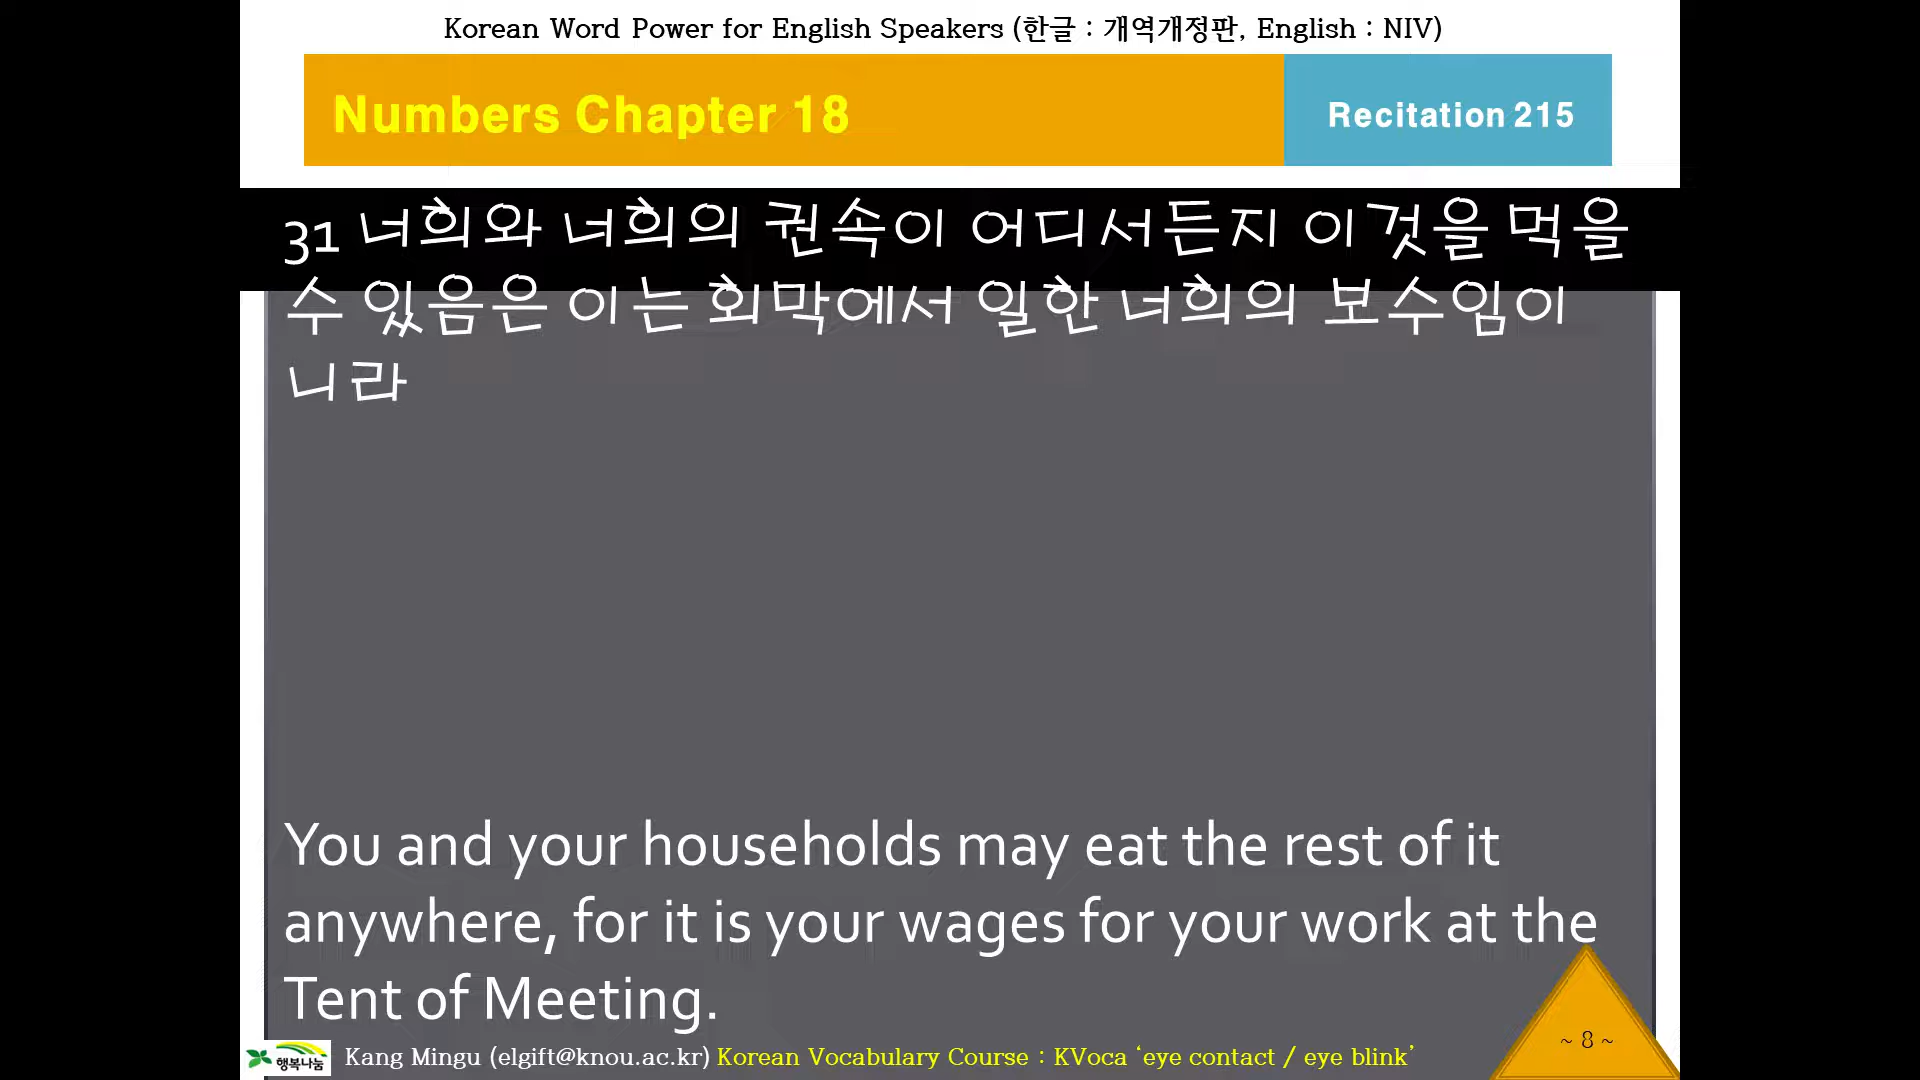 Korean Word Power for English Speakers (한글 : 개역개정판, English : NIV)
Numbers Chapter 18
Recitation 215
31 너희와 너희의 권속이 어디서든지 이것을 먹을
수 있음은 이는 회막에서 일한 너희의 보수임이
니라
You and your households may eat the rest of it
anywhere, for it is your wages for your work at the
Tent of Meeting.
~ 8 ~
행복나눔
Kang Mingu (elgift@knou.ac.kr) Korean Vocabulary Course : KVoca ‘eye contact / eye blink’